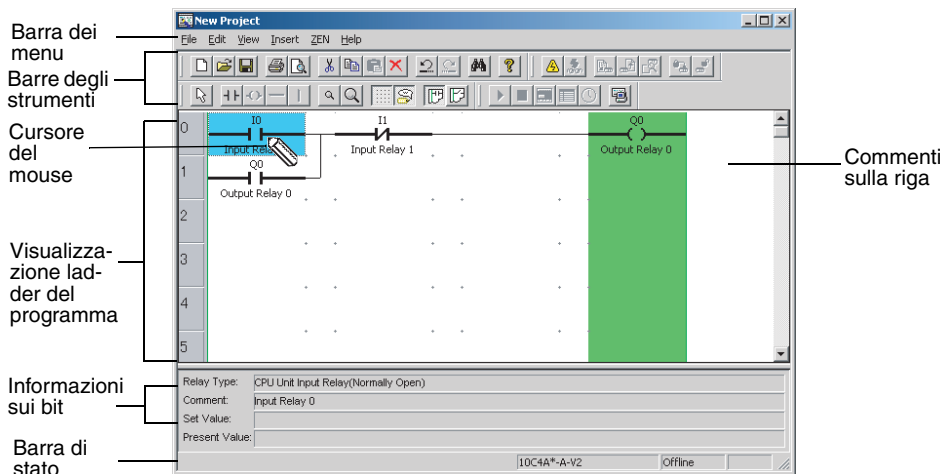 New Project
File Edit View Insert ZEN Help
Barra dei
menu
Barre degli
strumenti
Cursore
del
mouse
Visualizza-
zione lad-
der del
programma
Informazioni
sui bit
Barra di
stato
Commenti
sulla riga
0
I0
I1
Q0
Input Rela
Input Relay 1
Output Relay 0
1
Q0
Output Relay 0
2
3
4
5
Relay Type: CPU Unit Input Relay(Normally Open)
Comment: Input Relay 0
Set Value:
Present Value:
10C4A*-A-V2 Offline